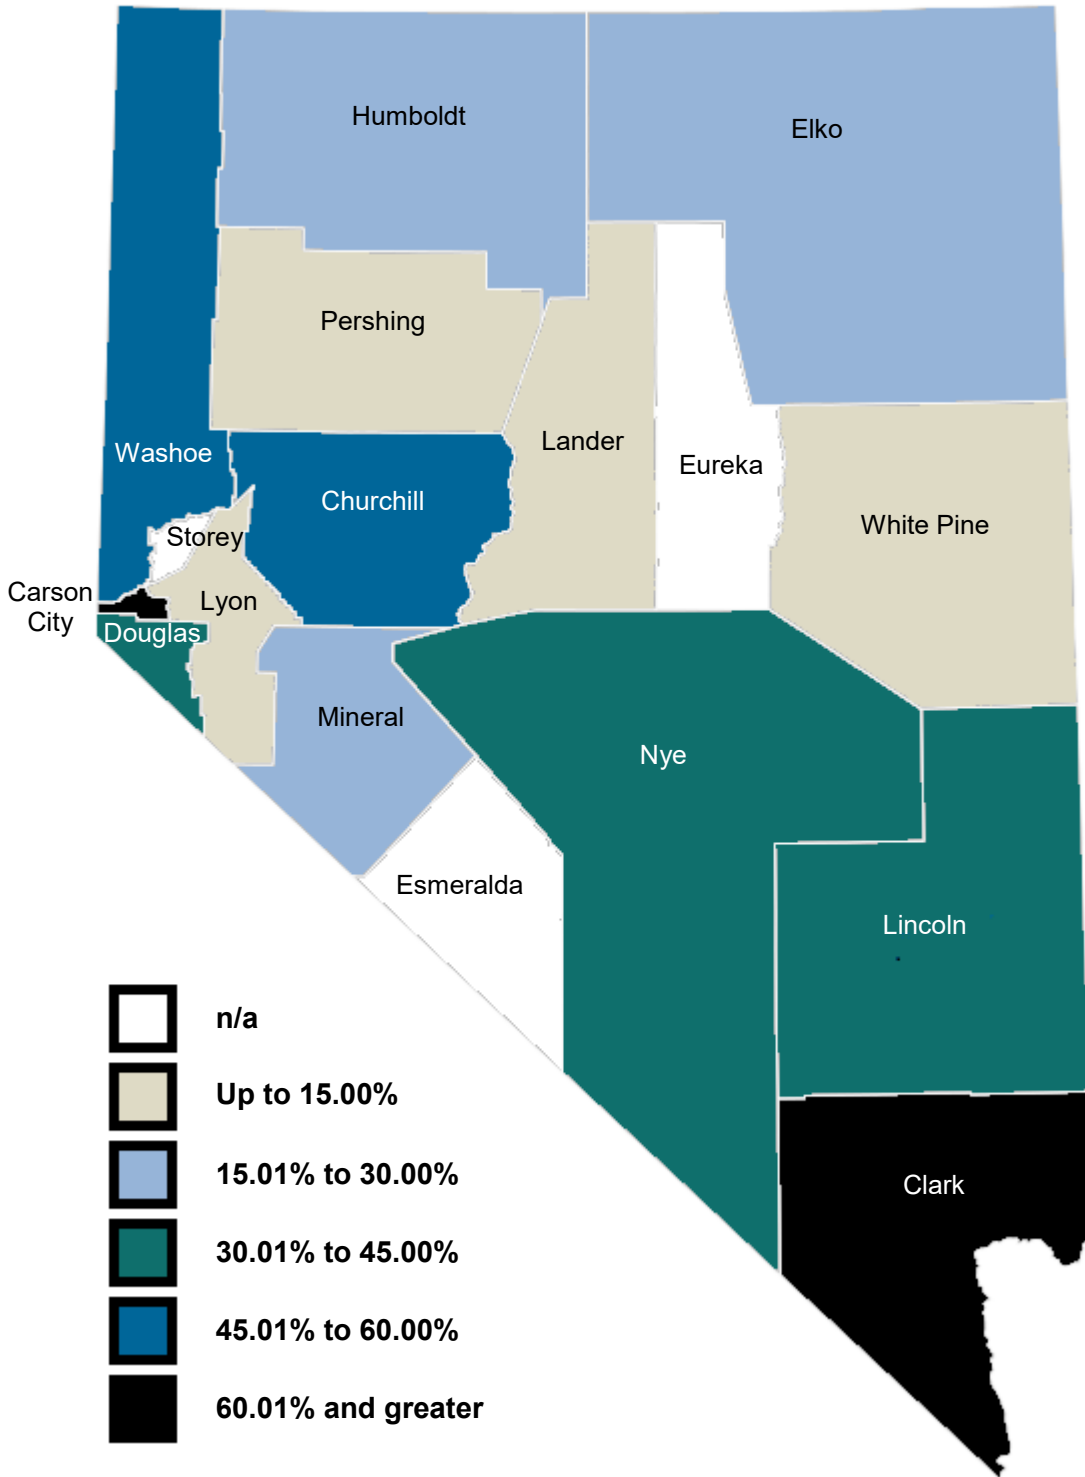 Humboldt
Elko
Pershing
Lander
Washoe
Eureka
Churchill
White Pine
Storey
Carson
City
Lyon
Douglas
Mineral
Nye
Esmeralda
Lincoln
Clark
n/a
Up to 15.00%
15.01% to 30.00%
30.01% to 45.00%
45.01% to 60.00%
60.01% and greater